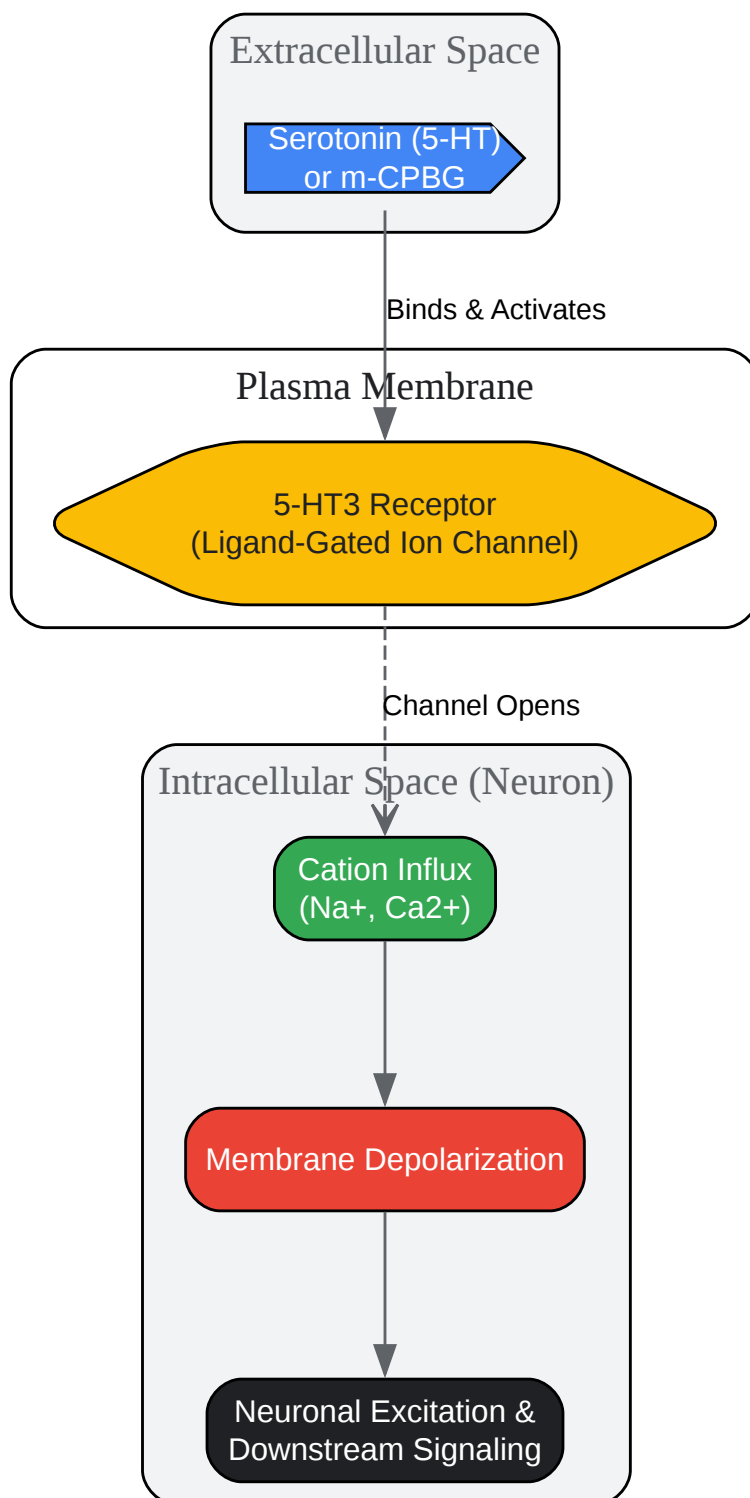 Extracellular Space
Serotonin (5-HT)
or m-CPBG
Binds & Activates
Plasma Membrane
5-HT3 Receptor
(Ligand-Gated Ion Channel)
Channel Opens
Intracellular Space (Neuron)
Cation Influx
(Na+, Ca2+)
Membrane Depolarization
Neuronal Excitation &
Downstream Signaling